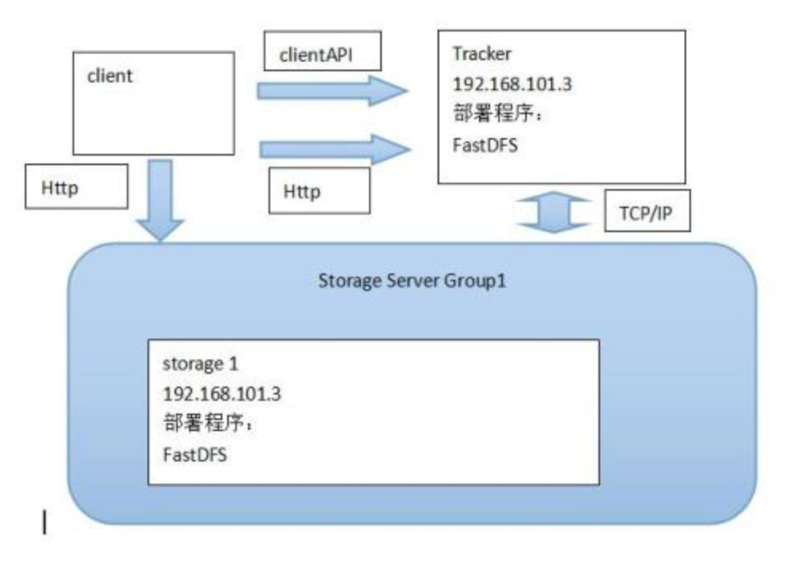 client
clientAPI
Tracker
192.168.101.3
部署程序：
FastDFS
Http
Http
TCP/IP
Storage Server Group1
storage 1
192.168.101.3
部署程序：
FastDFS